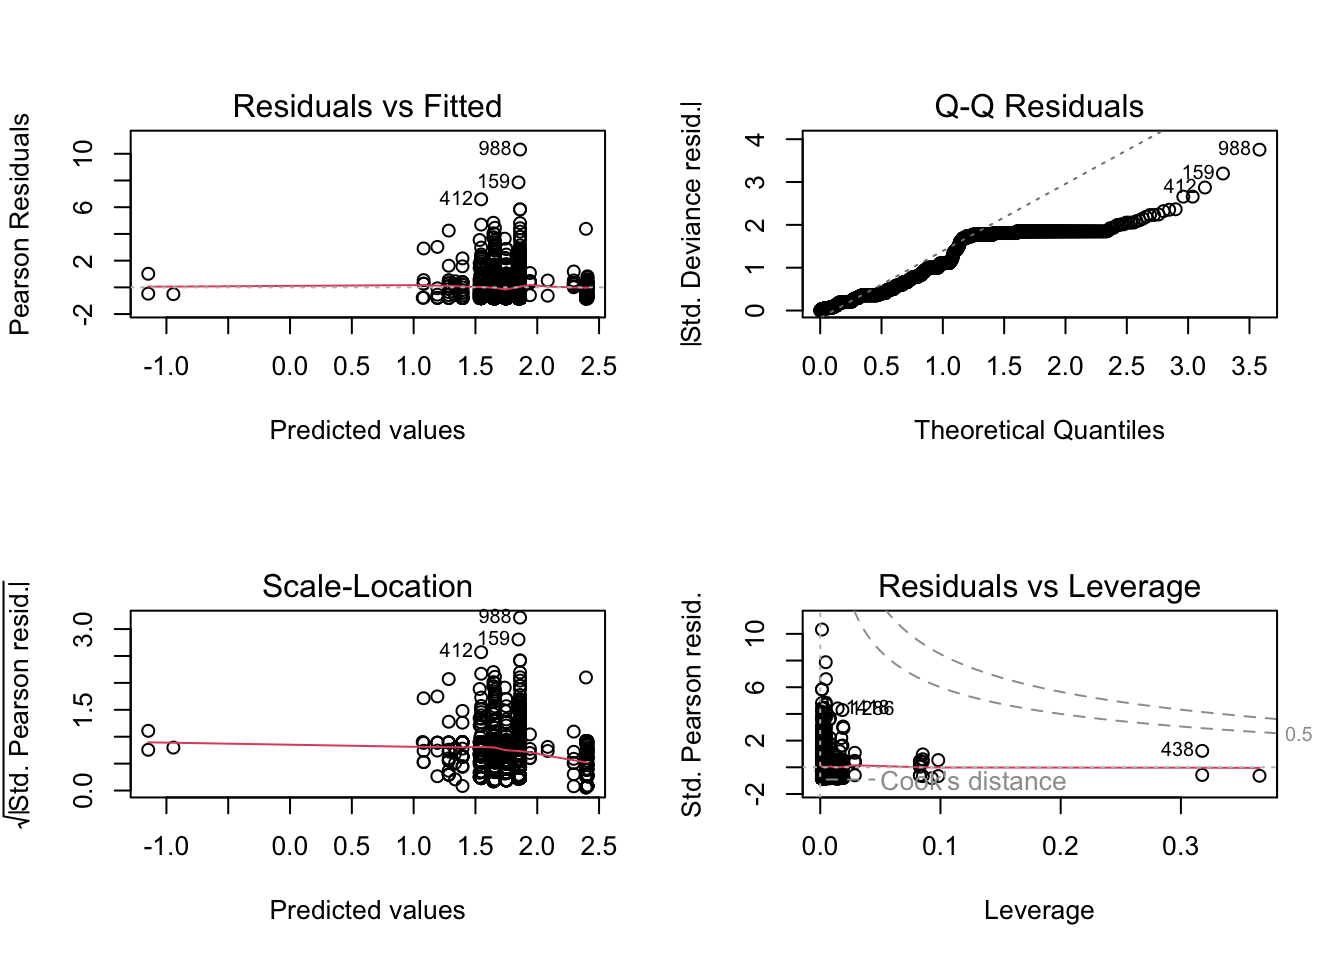 Residuals vs Fitted
Pearson Residuals
-2 2 6 10
988
159
412
-1.0 0.0 0.5 1.0 1.5 2.0 2.5
Predicted values
Q-Q Residuals
|Std. Deviance resid.|
0 1 2 3 4
988
159
412
0.0 0.5 1.0 1.5 2.0 2.5 3.0 3.5
Theoretical Quantiles
Scale-Location
√|Std. Pearson resid.|
0.0 1.5 3.0
988
159
412
-1.0 0.0 0.5 1.0 1.5 2.0 2.5
Predicted values
Residuals vs Leverage
Std. Pearson resid.
-2 2 6 10
438
0.5
Cook's distance
0.0 0.1 0.2 0.3
Leverage